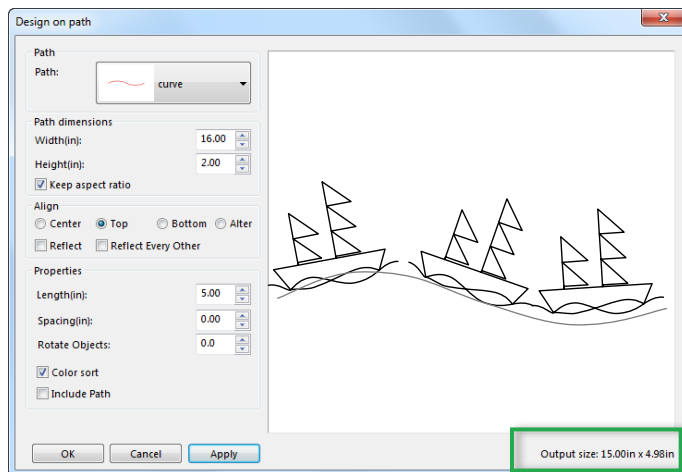 Design on path
Path
Path:
curve
Path dimensions
Width(in):
16.00
Height(in):
2.00
Keep aspect ratio
Align
Center Top Bottom Alter
Reflect Reflect Every Other
Properties
Length(in):
5.00
Spacing(in):
0.00
Rotate Objects:
0.0
Color sort
Include Path
OK Cancel Apply
Output size: 15.00in x 4.98in